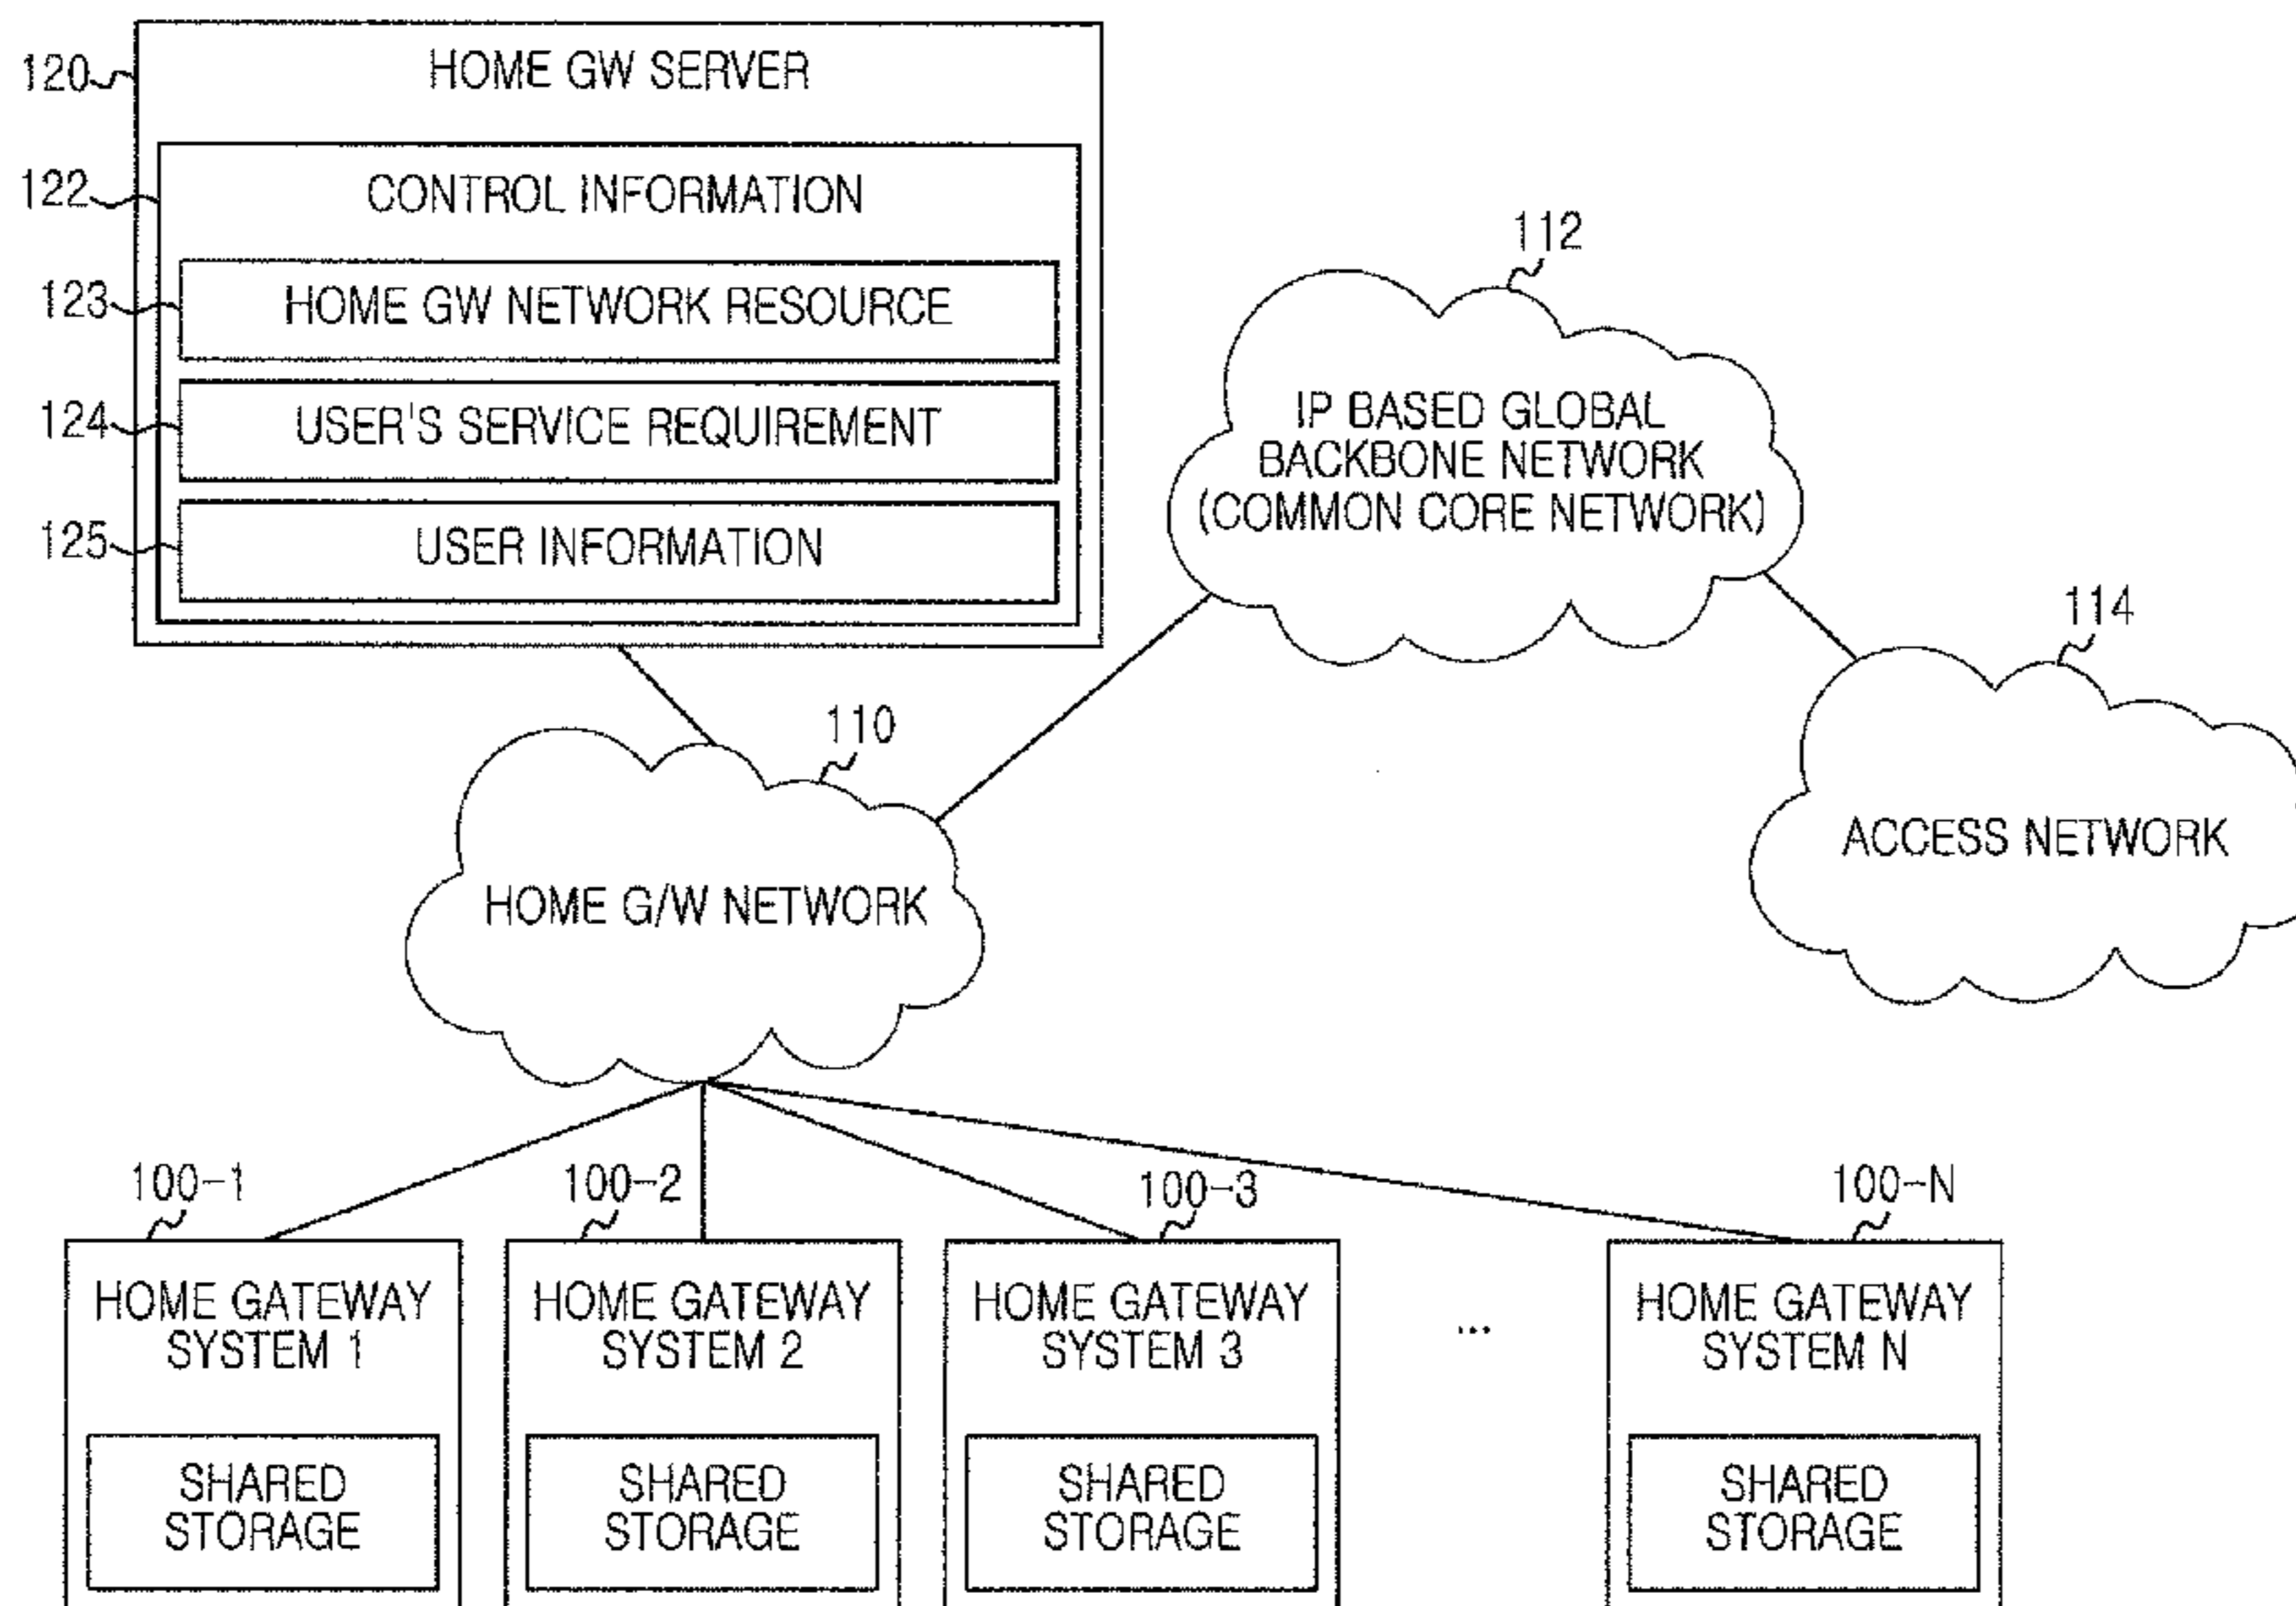 120
HOME GW SERVER
122
CONTROL INFORMATION
123
HOME GW NETWORK RESOURCE
124
USER'S SERVICE REQUIREMENT
125
USER INFORMATION
112
IP BASED GLOBAL
BACKBONE NETWORK
(COMMON CORE NETWORK)
114
ACCESS NETWORK
110
HOME G/W NETWORK
100-1
HOME GATEWAY
SYSTEM 1
SHARED
STORAGE
100-2
HOME GATEWAY
SYSTEM 2
SHARED
STORAGE
100-3
HOME GATEWAY
SYSTEM 3
SHARED
STORAGE
...
100-N
HOME GATEWAY
SYSTEM N
SHARED
STORAGE